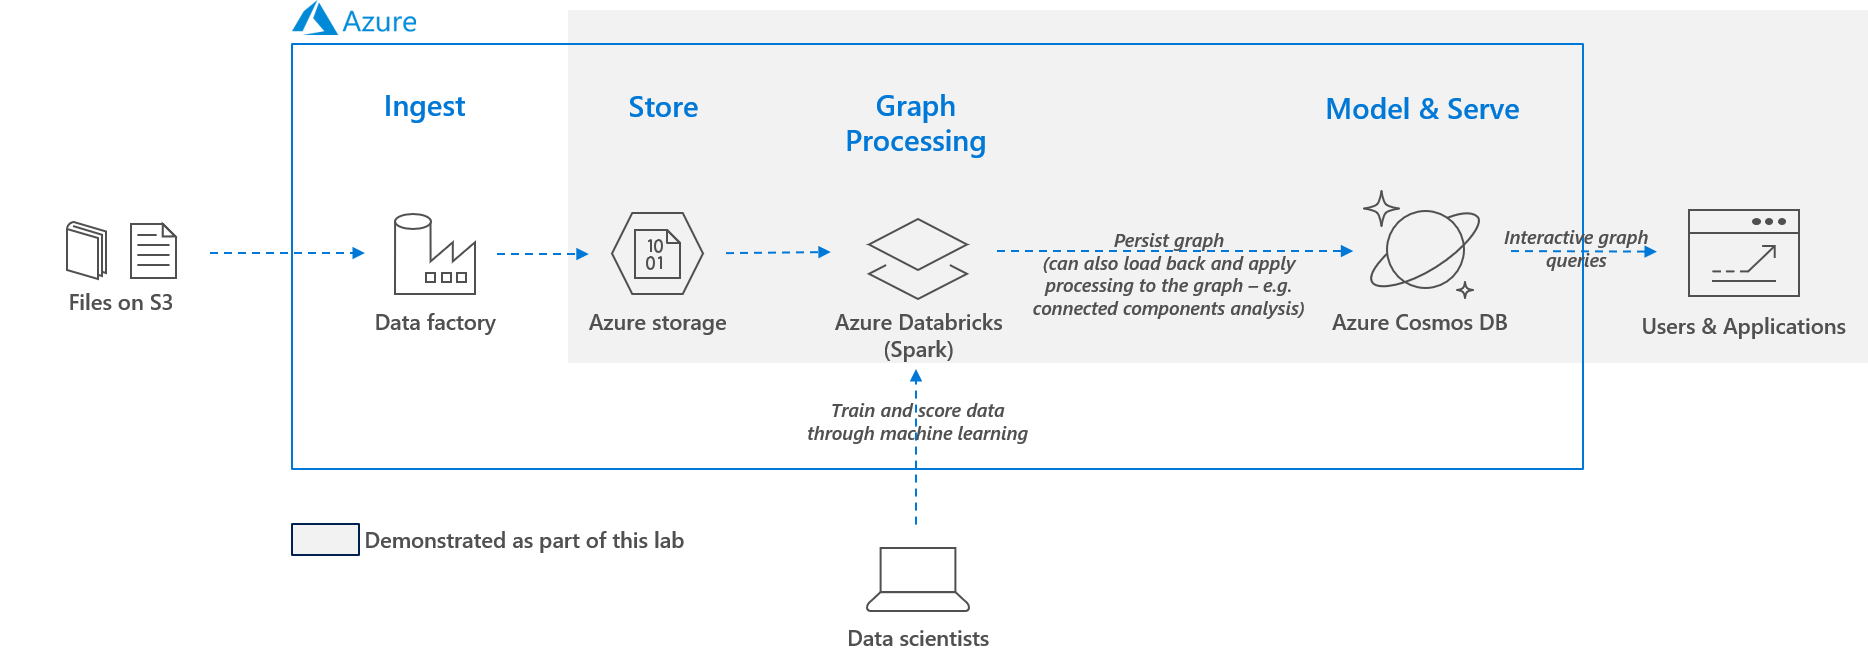 Azure
Ingest
Store
Graph
Processing
Model & Serve
10
01
Files on S3
Data factory
Azure storage
Azure Databricks
(Spark)
Persist graph
(can also load back and apply
processing to the graph – e.g.
connected components analysis)
Azure Cosmos DB
Interactive graph
queries
Users & Applications
Train and score data
through machine learning
Demonstrated as part of this lab
Data scientists